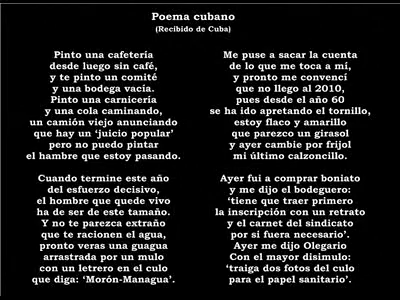 Poema cubano
(Recibido de Cuba)
Pinto una cafetería
desde luego sin café,
y te pinto un comité
y una bodega vacía.
Pinto una carnicería
y una cola caminando,
un camión viejo anunciando
que hay un 'juicio popular'
pero no puedo pintar
el hambre que estoy pasando.
Cuando termine este año
del esfuerzo decisivo,
el hombre que quede vivo
ha de ser de este tamaño.
Y no te parezca extraño
que te racionen el agua,
pronto veras una guagua
arrastrada por un mulo
con un letrero en el culo
que diga: 'Morón-Managua'.
Me puse a sacar la cuenta
de lo que me toca a mi,
y pronto me convencí
que no llego al 2010,
pues desde el año 60
se ha ido apretando el tornillo,
estoy flaco y amarillo
que parezco un girasol
y ayer cambie por frijol
mi último calzoncillo.
Ayer fui a comprar boniato
y me dijo el bodeguero:
'tiene que traer primero
la inscripción con un retrato
y el carnet del sindicato
por si fuera necesario'.
Ayer me dijo Olegario
Con el mayor disimulo:
'traiga dos fotos del culo
para el papel sanitario'.